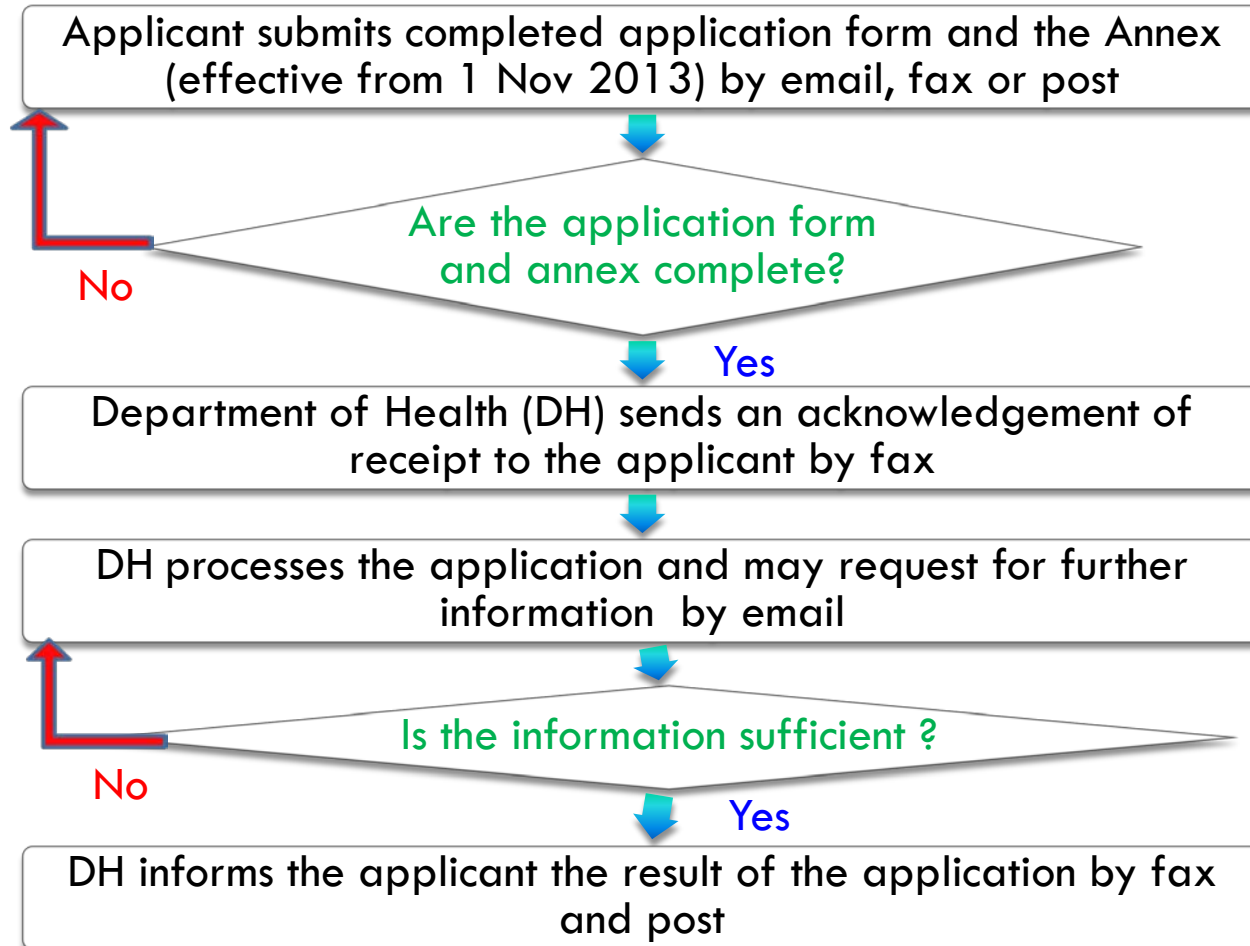 Applicant submits completed application form and the Annex
(effective from 1 Nov 2013) by email, fax or post
Are the application form
and annex complete?
No
Yes
Department of Health (DH) sends an acknowledgement of
receipt to the applicant by fax
DH processes the application and may request for further
information  by email
Is the information sufficient ?
No
Yes
DH informs the applicant the result of the application by fax
and post